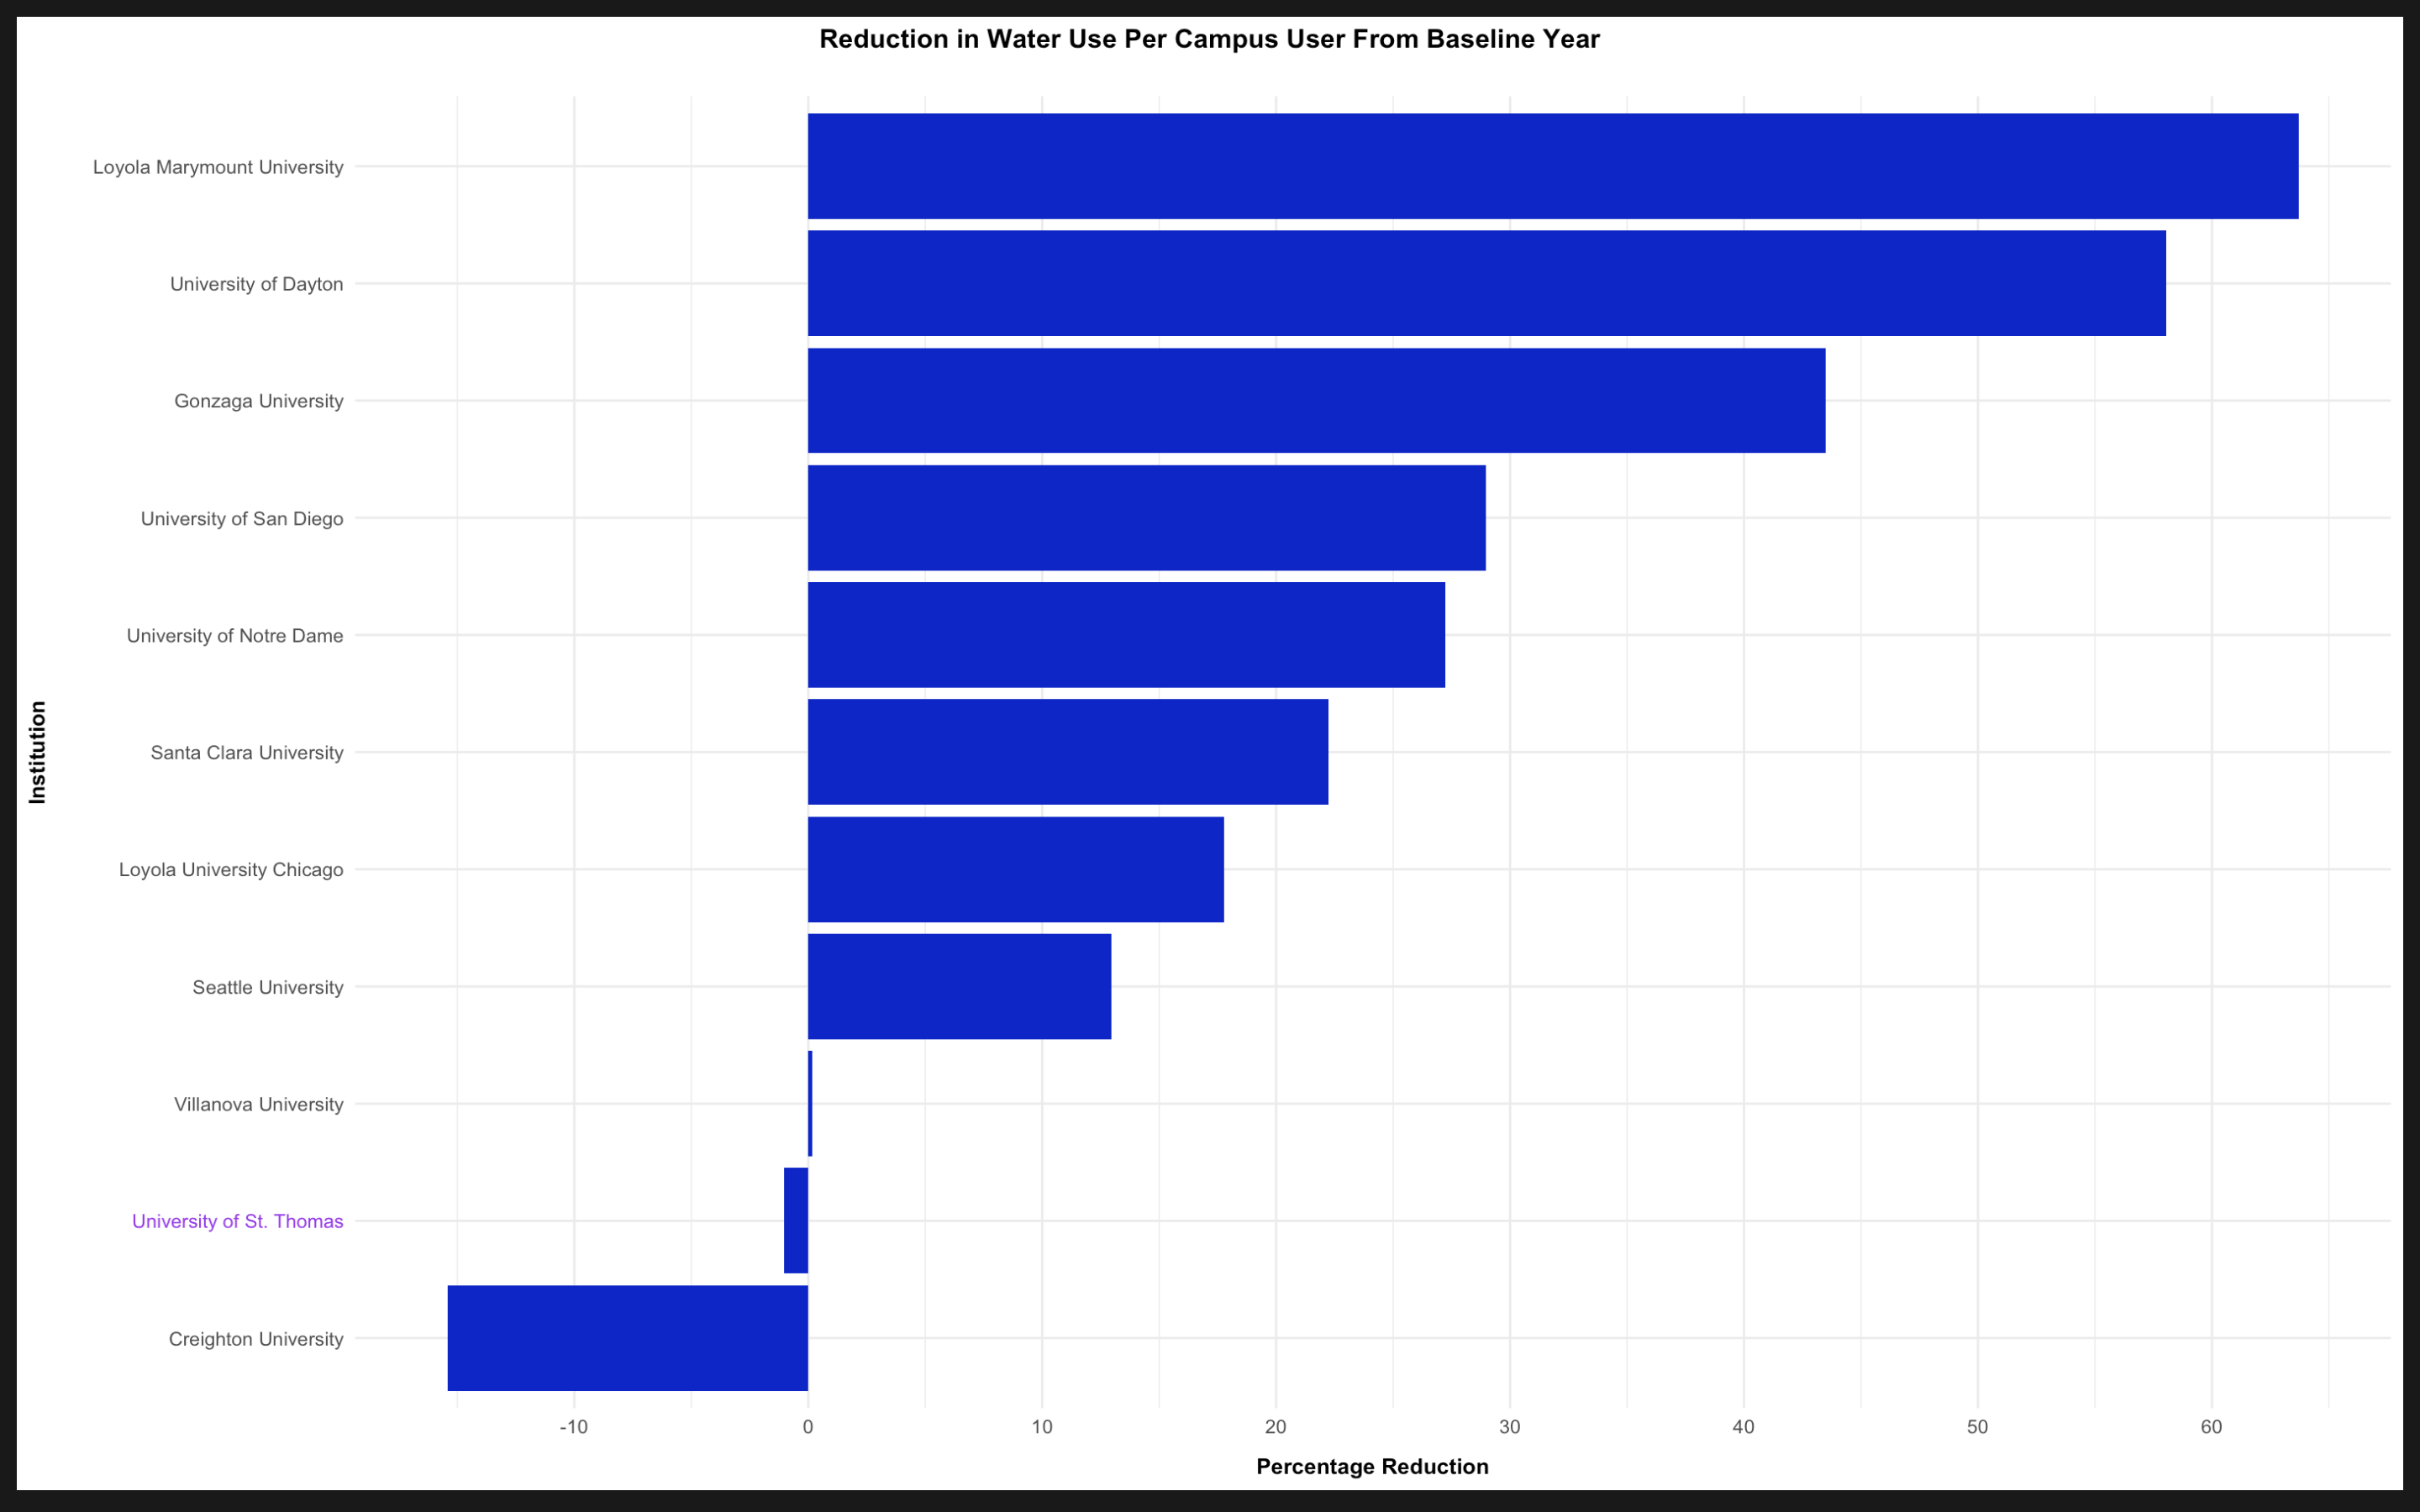 Reduction in Water Use Per Campus User From Baseline Year
Institution
Loyola Marymount University
University of Dayton
Gonzaga University
University of San Diego
University of Notre Dame
Santa Clara University
Loyola University Chicago
Seattle University
Villanova University
University of St. Thomas
Creighton University
-10 0 10 20 30 40 50 60
Percentage Reduction